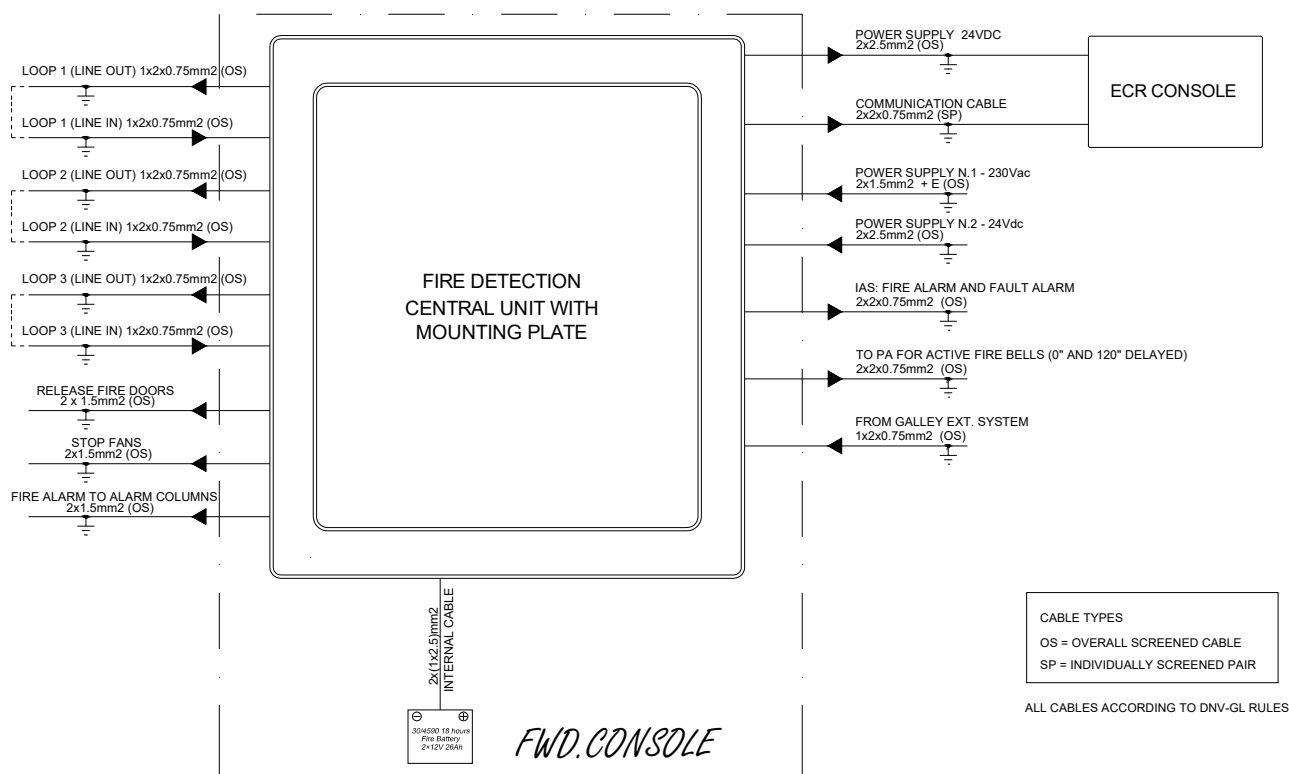 LOOP 1 (LINE OUT) 1x2x0.75mm2 (OS)
LOOP 1 (LINE IN) 1x2x0.75mm2 (OS)
LOOP 2 (LINE OUT) 1x2x0.75mm2 (OS)
LOOP 2 (LINE IN) 1x2x0.75mm2 (OS)
LOOP 3 (LINE OUT) 1x2x0.75mm2 (OS)
LOOP 3 (LINE IN) 1x2x0.75mm2 (OS)
RELEASE FIRE DOORS
2 x 1.5mm2 (OS)
STOP FANS
2x1.5mm2 (OS)
FIRE ALARM TO ALARM COLUMNS
2x1.5mm2 (OS)
FIRE DETECTION
CENTRAL UNIT WITH
MOUNTING PLATE
POWER SUPPLY 24VDC
2x2.5mm2 (OS)
COMMUNICATION CABLE
2x2x0.75mm2 (SP)
ECR CONSOLE
POWER SUPPLY N.1 - 230Vac
2x1.5mm2 + E (OS)
POWER SUPPLY N.2 - 24Vdc
2x2.5mm2 (OS)
IAS: FIRE ALARM AND FAULT ALARM
2x2x0.75mm2 (OS)
TO PA FOR ACTIVE FIRE BELLS (0" AND 120" DELAYED)
2x2x0.75mm2 (OS)
FROM GALLEY EXT. SYSTEM
1x2x0.75mm2 (OS)
2x(1x2.5)mm2
INTERNAL CABLE
30/4590 18 hours
Fire Battery
2×12V 26Ah
FWD.CONSOLE
CABLE TYPES
OS = OVERALL SCREENED CABLE
SP = INDIVIDUALLY SCREENED PAIR
ALL CABLES ACCORDING TO DNV-GL RULES